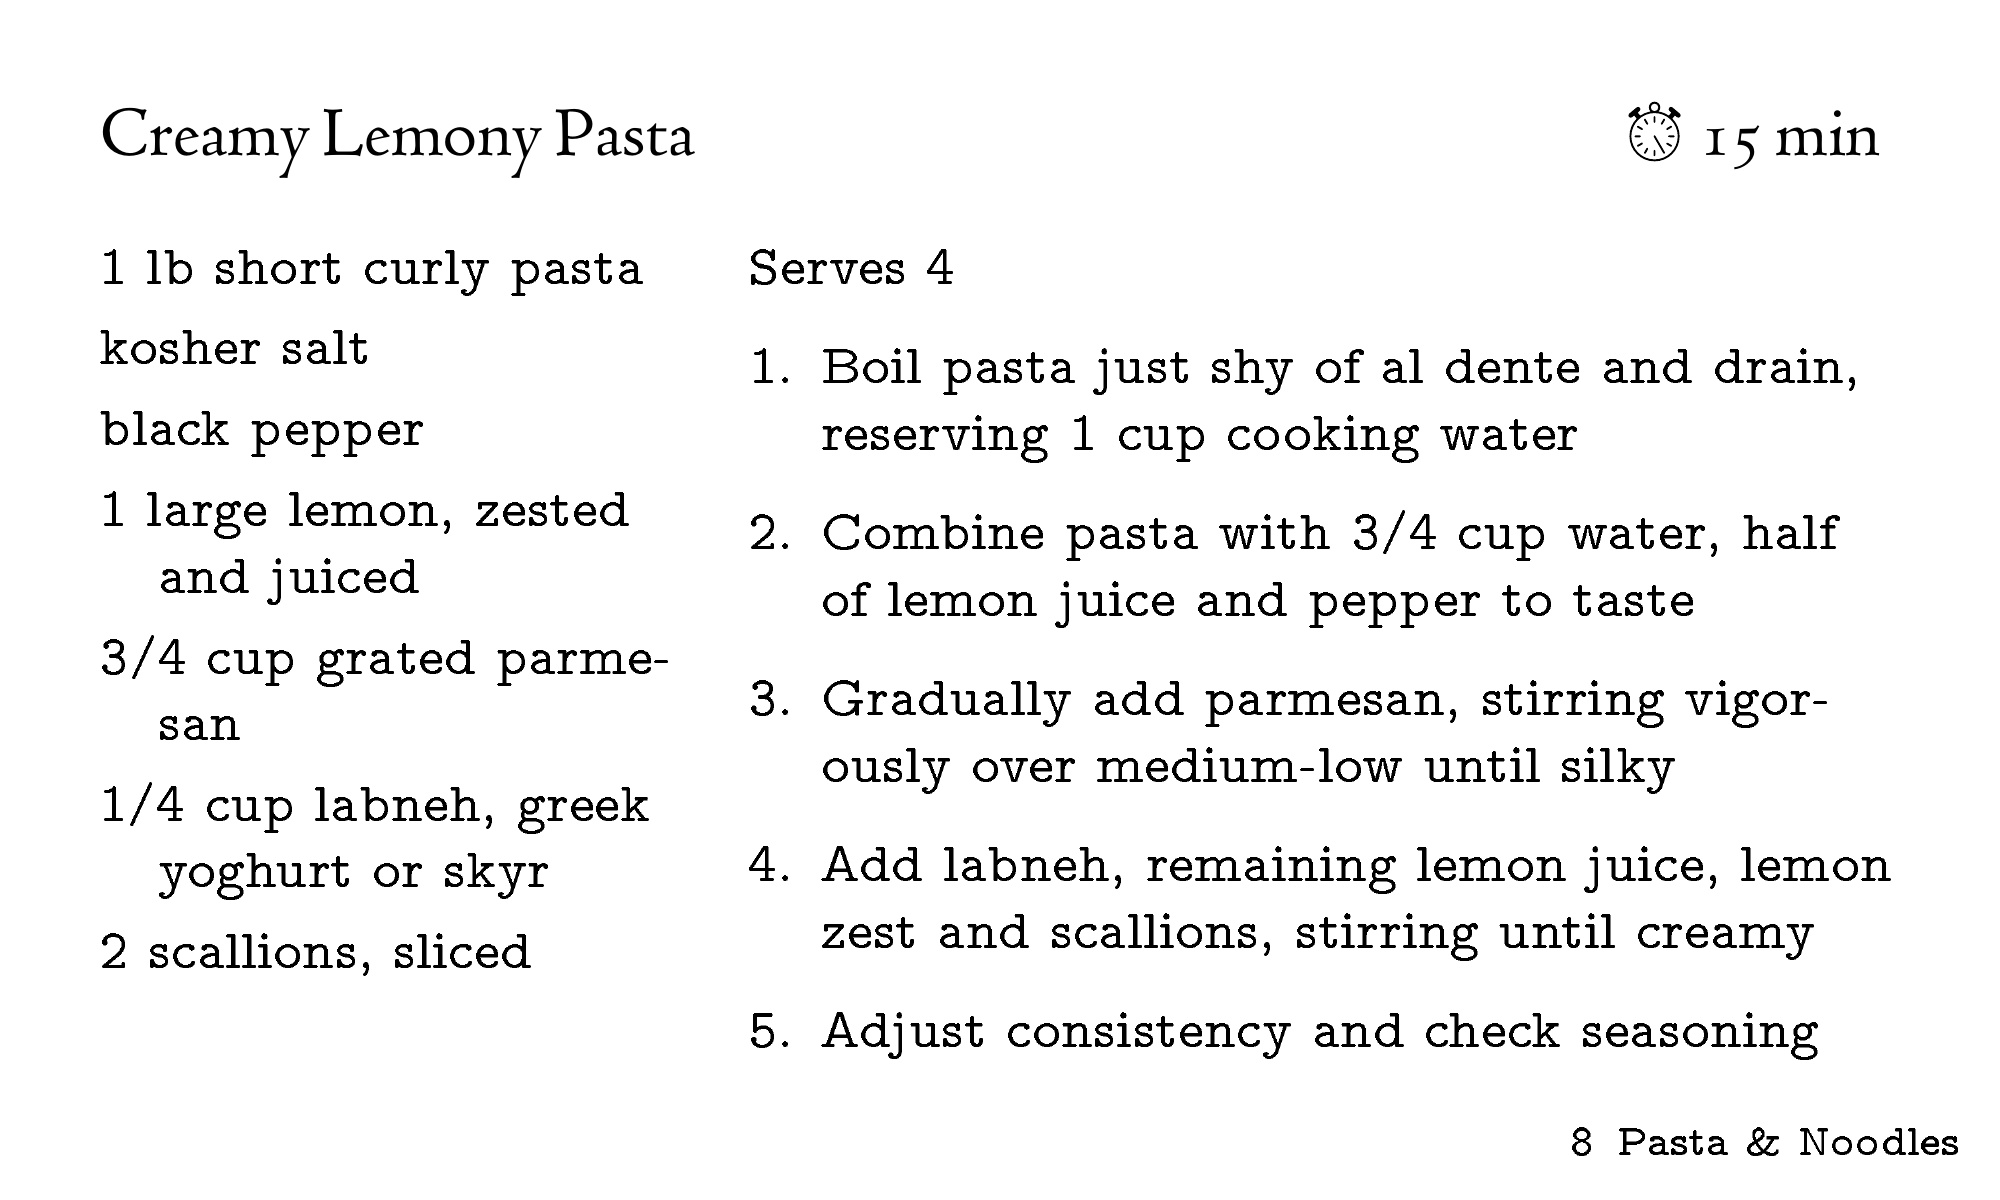 Creamy Lemony Pasta
15 min
1 lb short curly pasta
kosher salt
black pepper
1 large lemon, zested
and juiced
3/4 cup grated parme-
san
1/4 cup labneh, greek
yoghurt or skyr
2 scallions, sliced
Serves 4
1. Boil pasta just shy of al dente and drain,
reserving 1 cup cooking water
2. Combine pasta with 3/4 cup water, half
of lemon juice and pepper to taste
3. Gradually add parmesan, stirring vigor-
ously over medium-low until silky
4. Add labneh, remaining lemon juice, lemon
zest and scallions, stirring until creamy
5. Adjust consistency and check seasoning
8 Pasta & Noodles